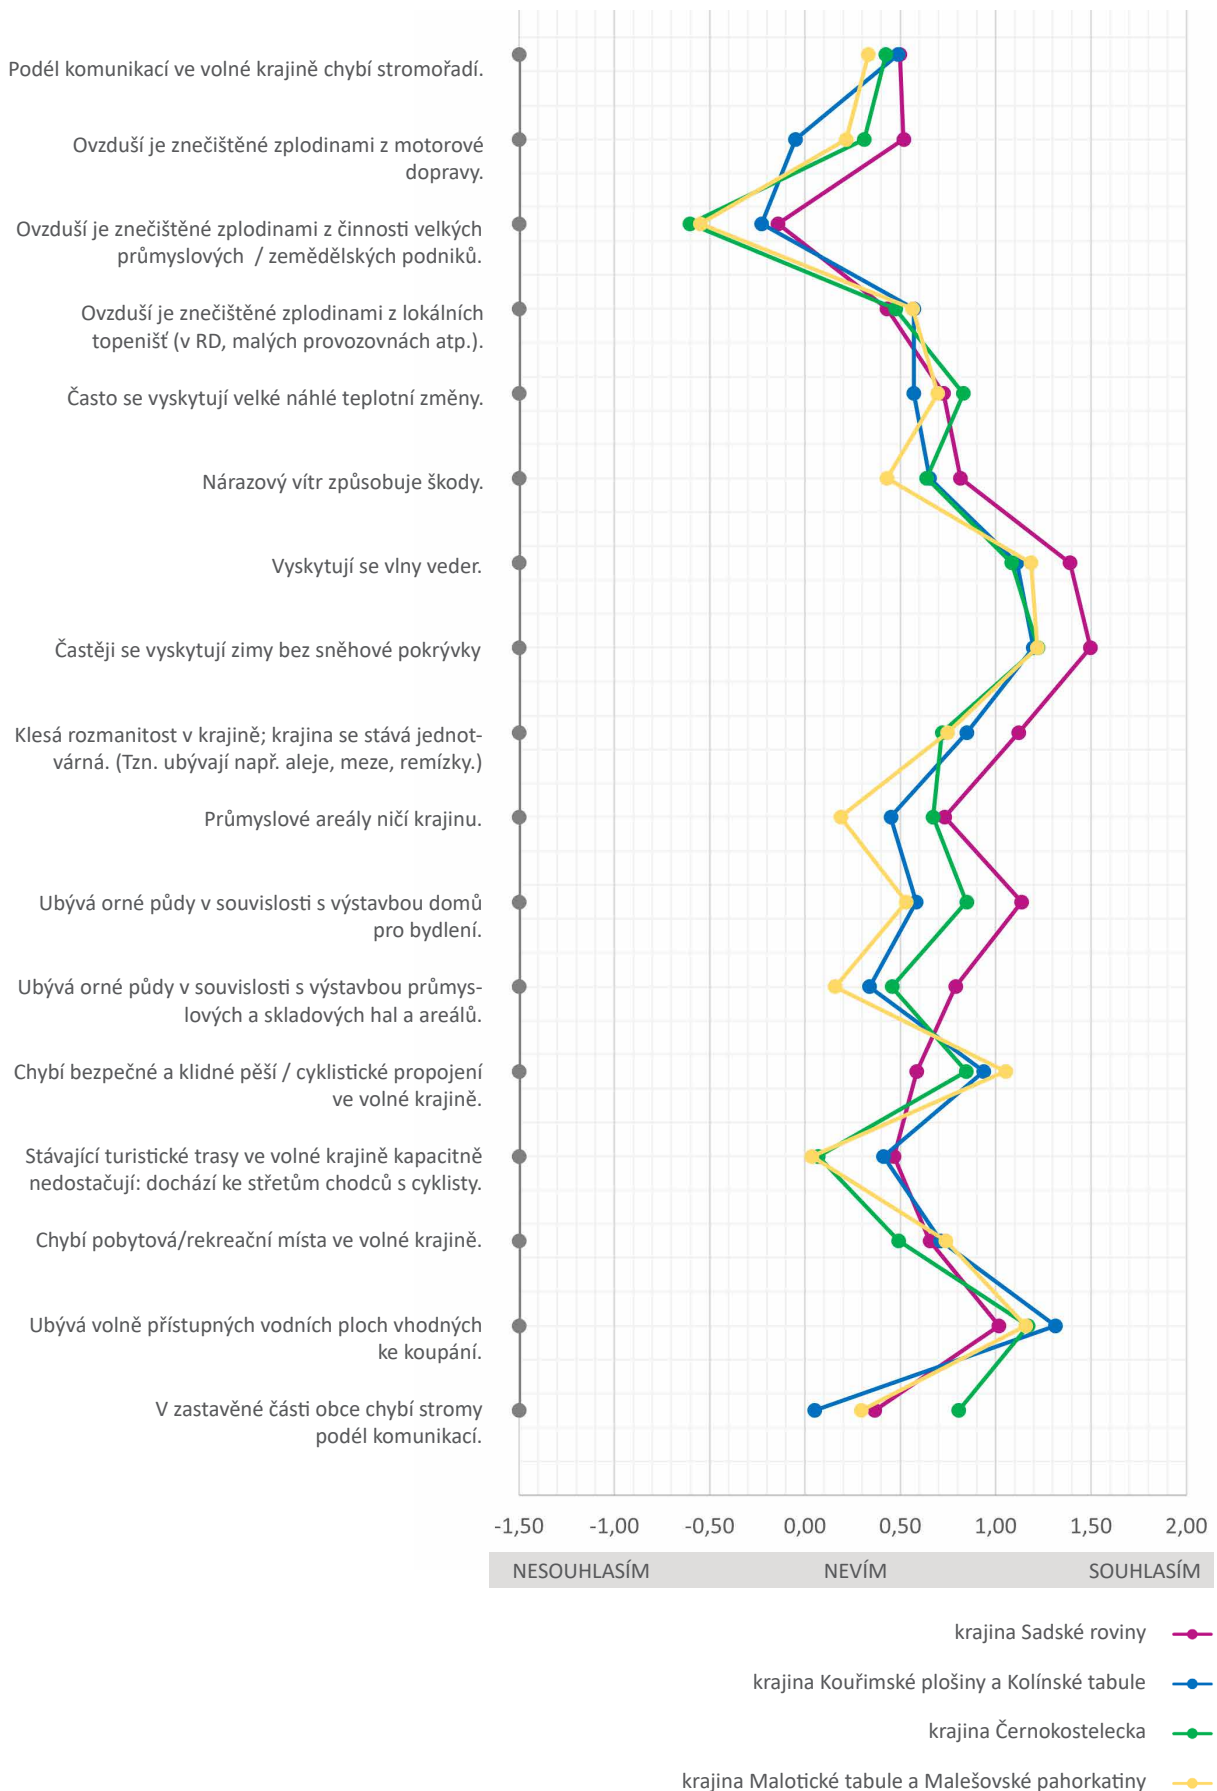 Podél komunikací ve volné krajině chybí stromořadí.
Ovzduší je znečištěné zplodinami z motorové
dopravy.
Ovzduší je znečištěné zplodinami z činnosti velkých
průmyslových / zemědělských podniků.
Ovzduší je znečištěné zplodinami z lokálních
topenišť (v RD, malých provozovnách atp.).
Často se vyskytují velké náhlé teplotní změny.
Nárazový vítr způsobuje škody.
Vyskytují se vlny veder.
Častěji se vyskytují zimy bez sněhové pokrývky
Klesá rozmanitost v krajině; krajina se stává jednot-
várná. (Tzn. ubývají např. aleje, meze, remízky.)
Průmyslové areály ničí krajinu.
Ubývá orné půdy v souvislosti s výstavbou domů
pro bydlení.
Ubývá orné půdy v souvislosti s výstavbou průmys-
lových a skladových hal a areálů.
Chybí bezpečné a klidné pěší / cyklistické propojení
ve volné krajině.
Stávající turistické trasy ve volné krajině kapacitně
nedostačují: dochází ke střetům chodců s cyklisty.
Chybí pobytová/rekreační místa ve volné krajině.
Ubývá volně přístupných vodních ploch vhodných
ke koupání.
V zastavěné části obce chybí stromy
podél komunikací.
-1,50 -1,00 -0,50 0,00 0,50 1,00 1,50 2,00
NESOUHLASÍM NEVÍM SOUHLASÍM
krajina Sadské roviny
krajina Kouřimské plošiny a Kolínské tabule
krajina Černokostelecka
krajina Malotické tabule a Malešovské pahorkatiny